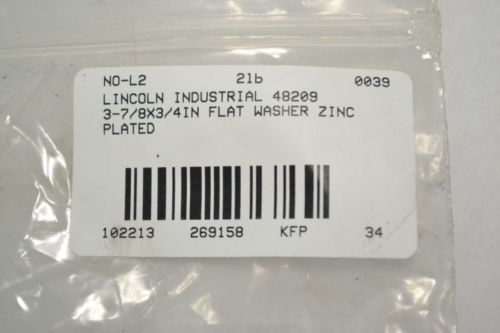 NO-L2 21b 0039
LINCOLN INDUSTRIAL 48209
3-7/8X3/4IN FLAT WASHER ZINC
PLATED
102213 269158 KFP 34